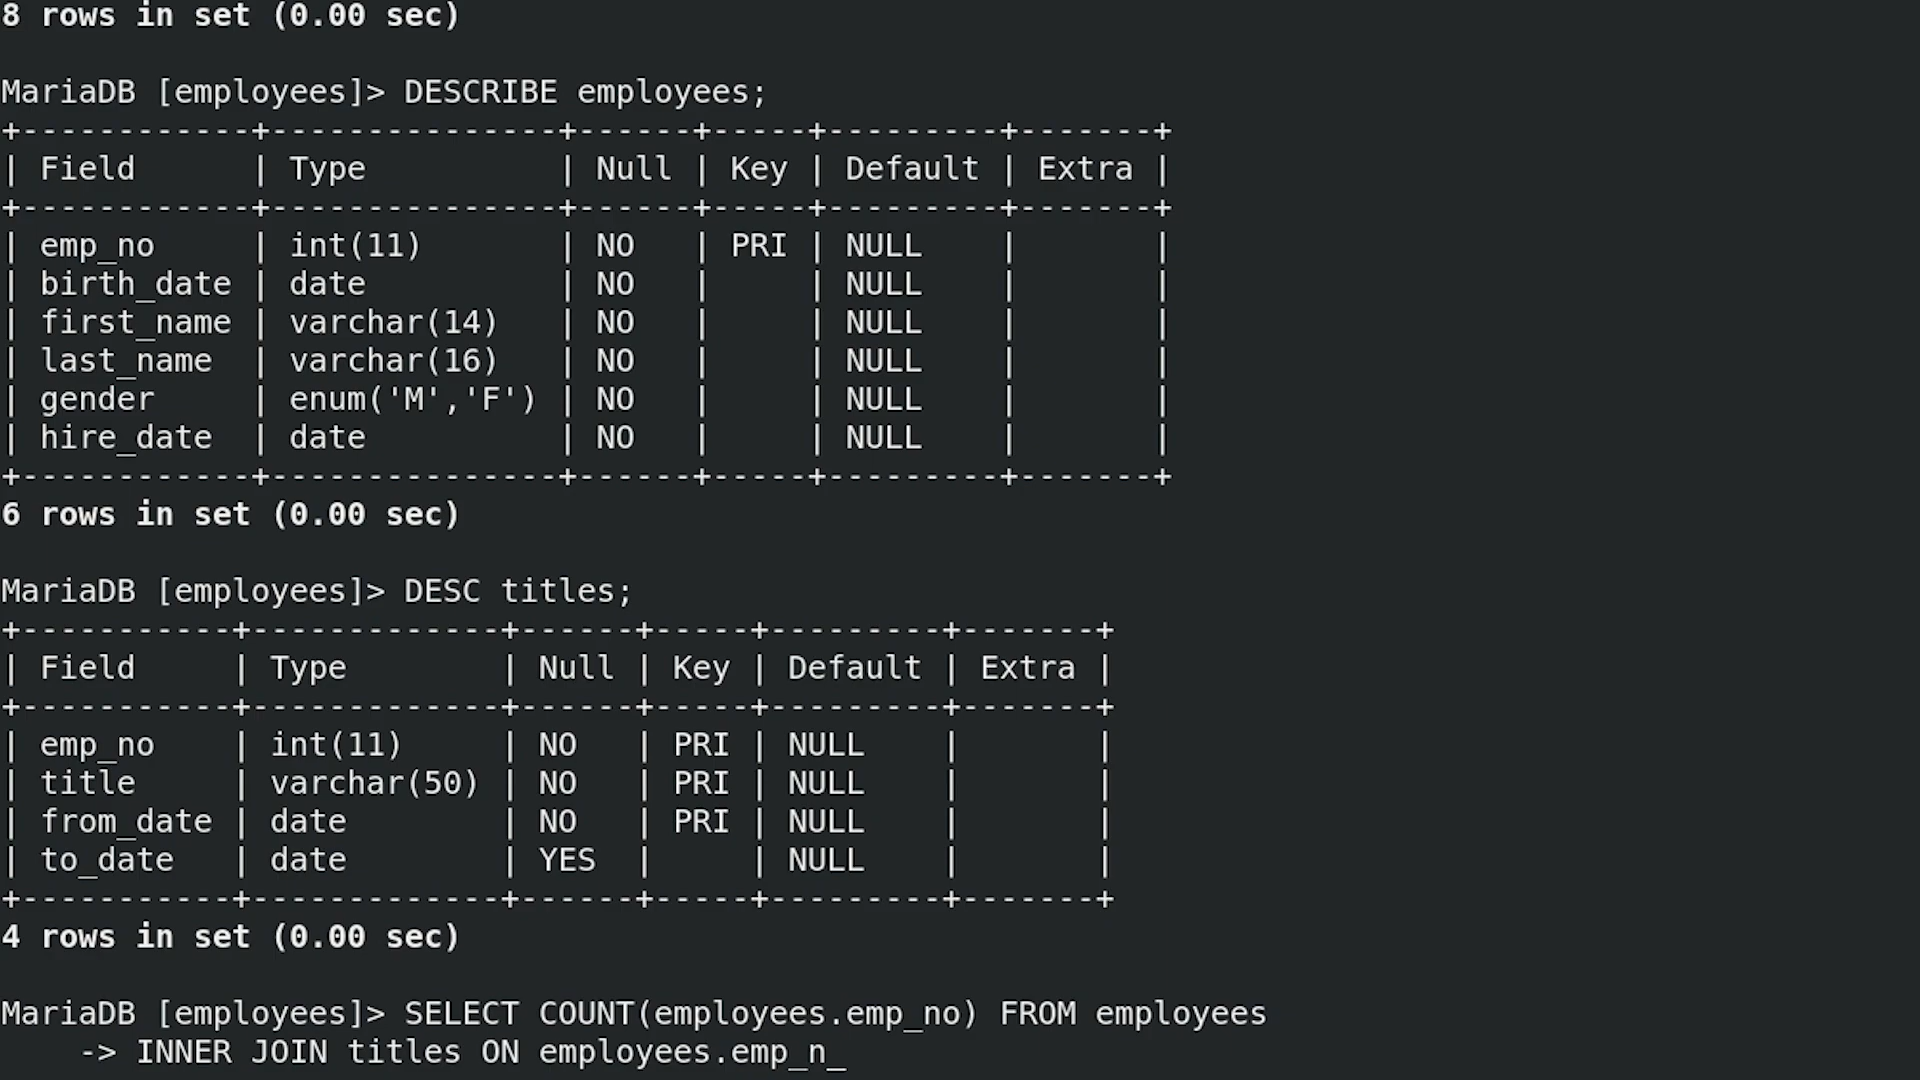 8 rows in set (0.00 sec)

MariaDB [employees]> DESCRIBE employees;
+------------+---------------+------+-----+---------+-------+
| Field      | Type          | Null | Key | Default | Extra |
+------------+---------------+------+-----+---------+-------+
| emp_no     | int(11)       | NO   | PRI | NULL    |       |
| birth_date | date          | NO   |     | NULL    |       |
| first_name | varchar(14)   | NO   |     | NULL    |       |
| last_name  | varchar(16)   | NO   |     | NULL    |       |
| gender     | enum('M','F') | NO   |     | NULL    |       |
| hire_date  | date          | NO   |     | NULL    |       |
+------------+---------------+------+-----+---------+-------+
6 rows in set (0.00 sec)

MariaDB [employees]> DESC titles;
+-----------+-------------+------+-----+---------+-------+
| Field     | Type        | Null | Key | Default | Extra |
+-----------+-------------+------+-----+---------+-------+
| emp_no    | int(11)     | NO   | PRI | NULL    |       |
| title     | varchar(50) | NO   | PRI | NULL    |       |
| from_date | date        | NO   | PRI | NULL    |       |
| to_date   | date        | YES  |     | NULL    |       |
+-----------+-------------+------+-----+---------+-------+
4 rows in set (0.00 sec)

MariaDB [employees]> SELECT COUNT(employees.emp_no) FROM employees
    -> INNER JOIN titles ON employees.emp_n_